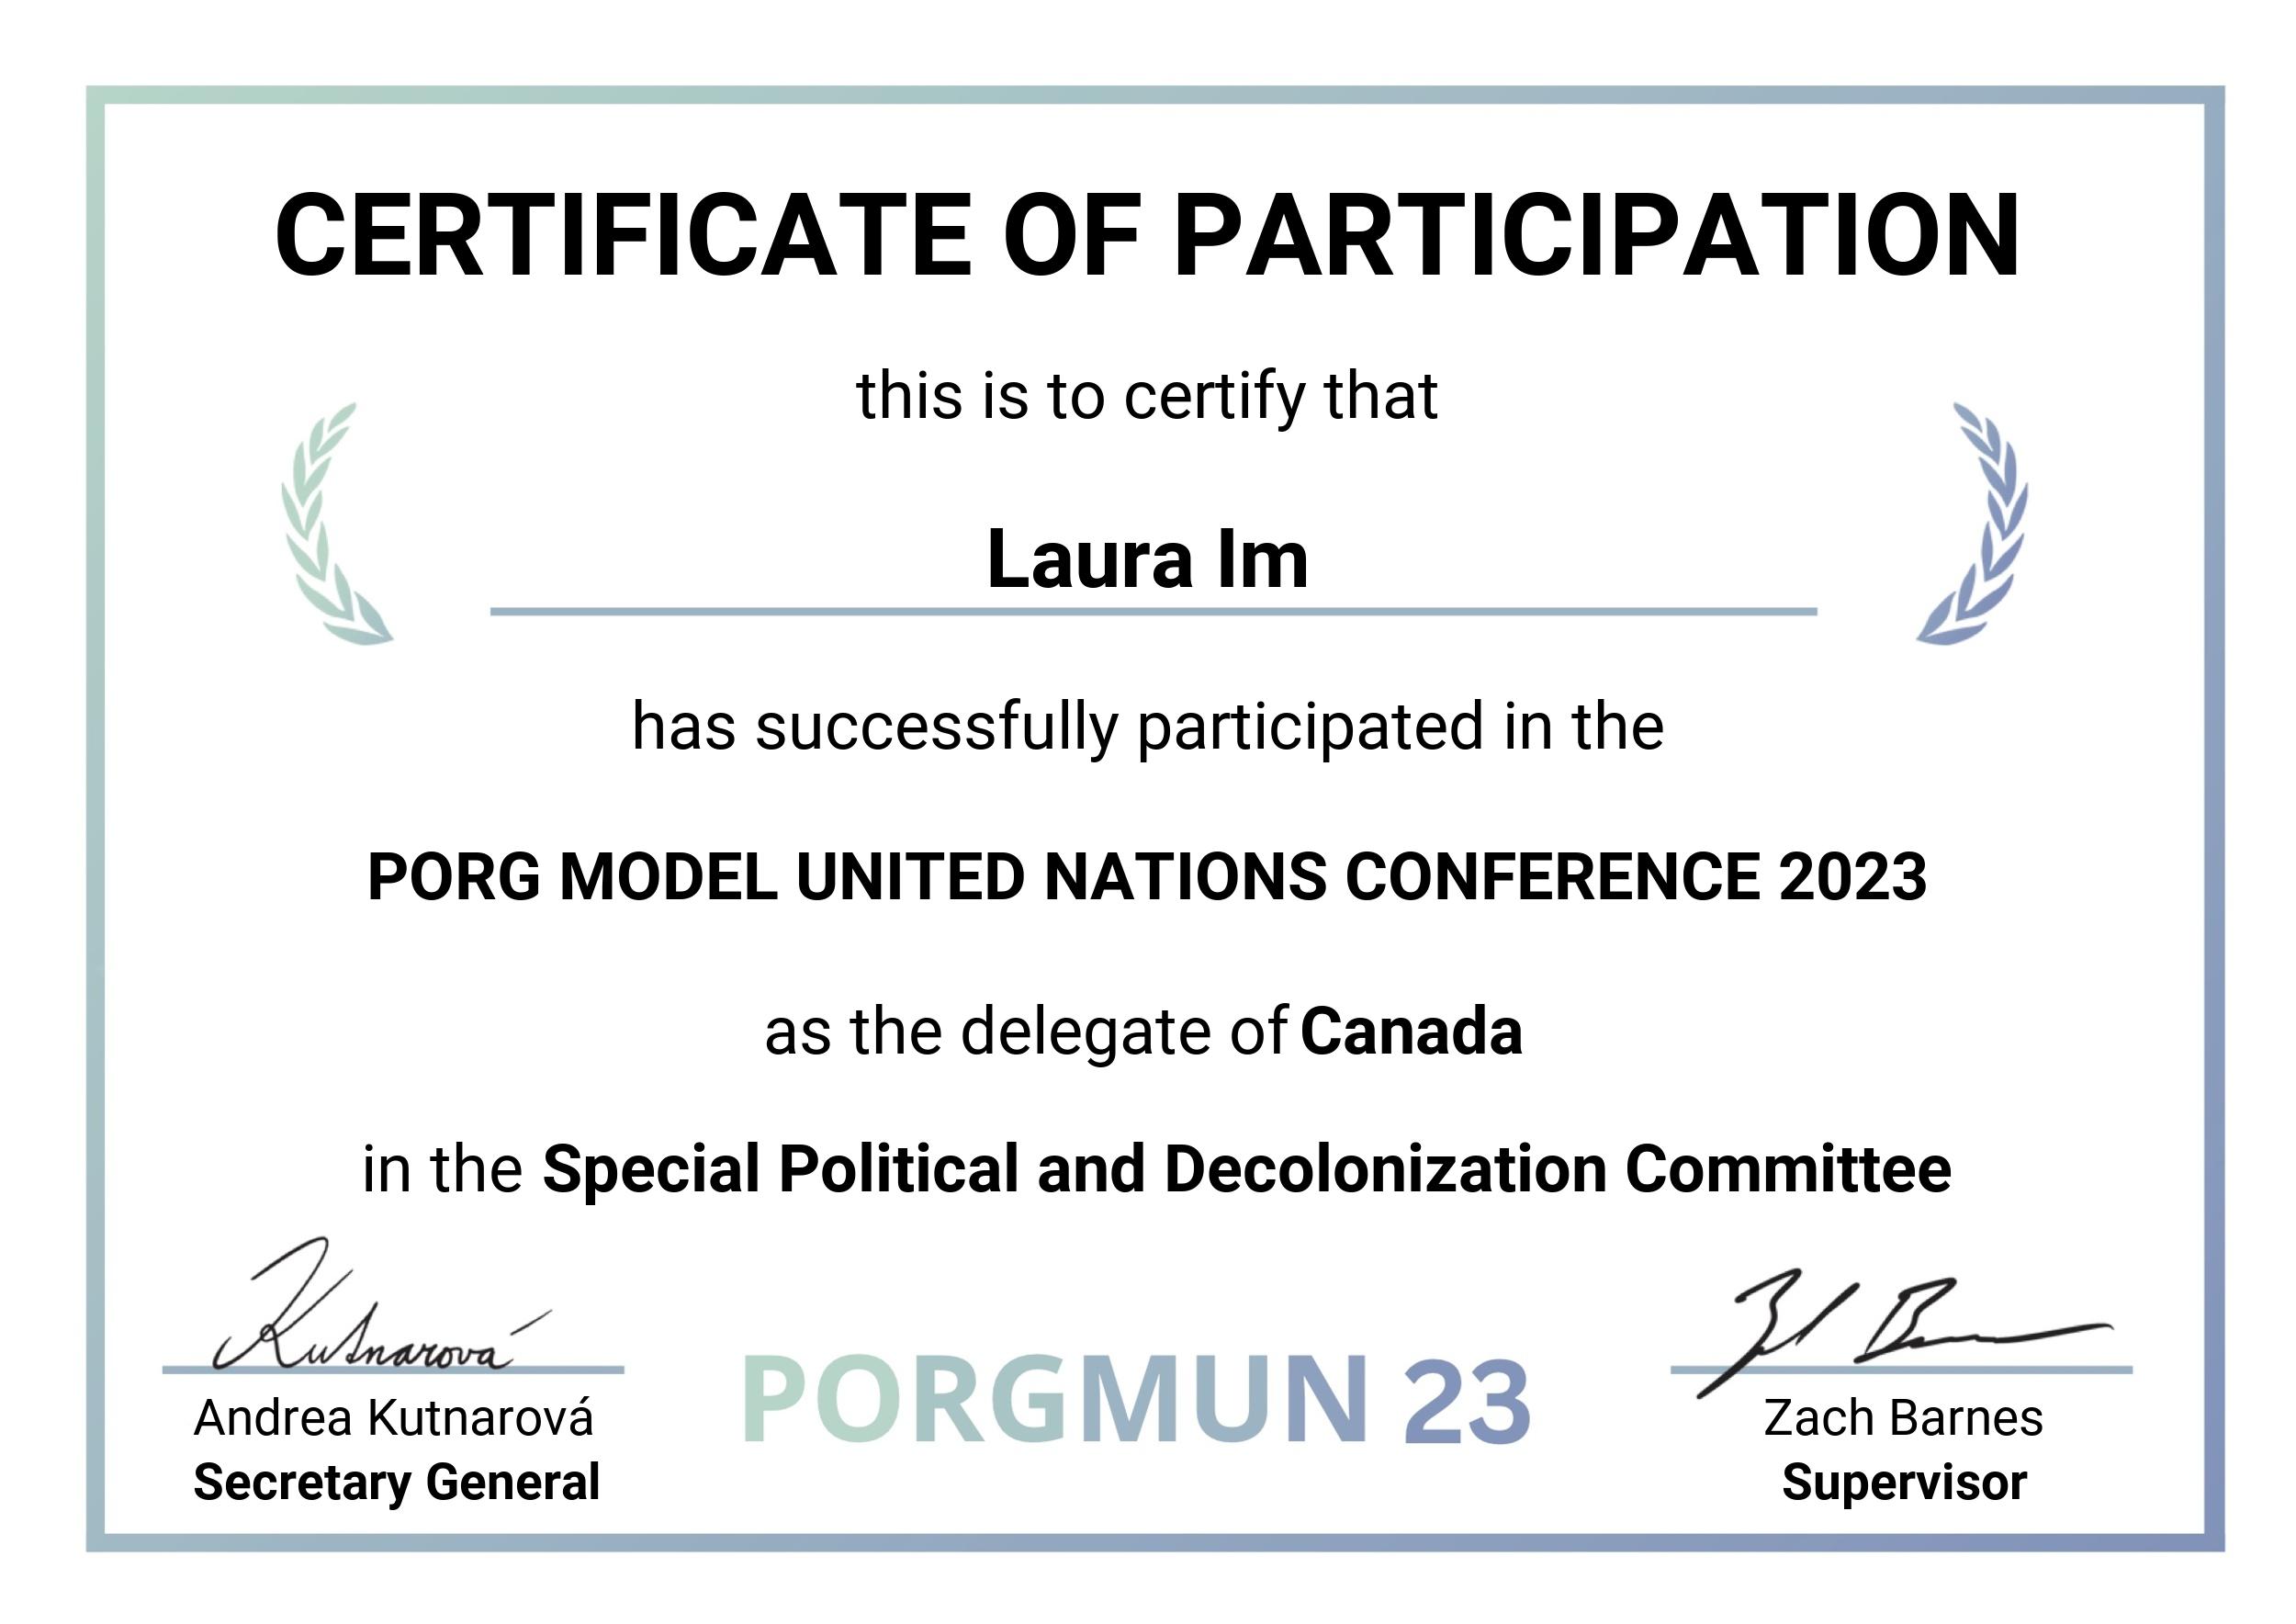 CERTIFICATE OF PARTICIPATION
this is to certify that
Laura Im
has successfully participated in the
PORG MODEL UNITED NATIONS CONFERENCE 2023
as the delegate of Canada
in the Special Political and Decolonization Committee
Kutnarová
Andrea Kutnarová
Secretary General
PORGMUN 23
Zach Barnes
Supervisor